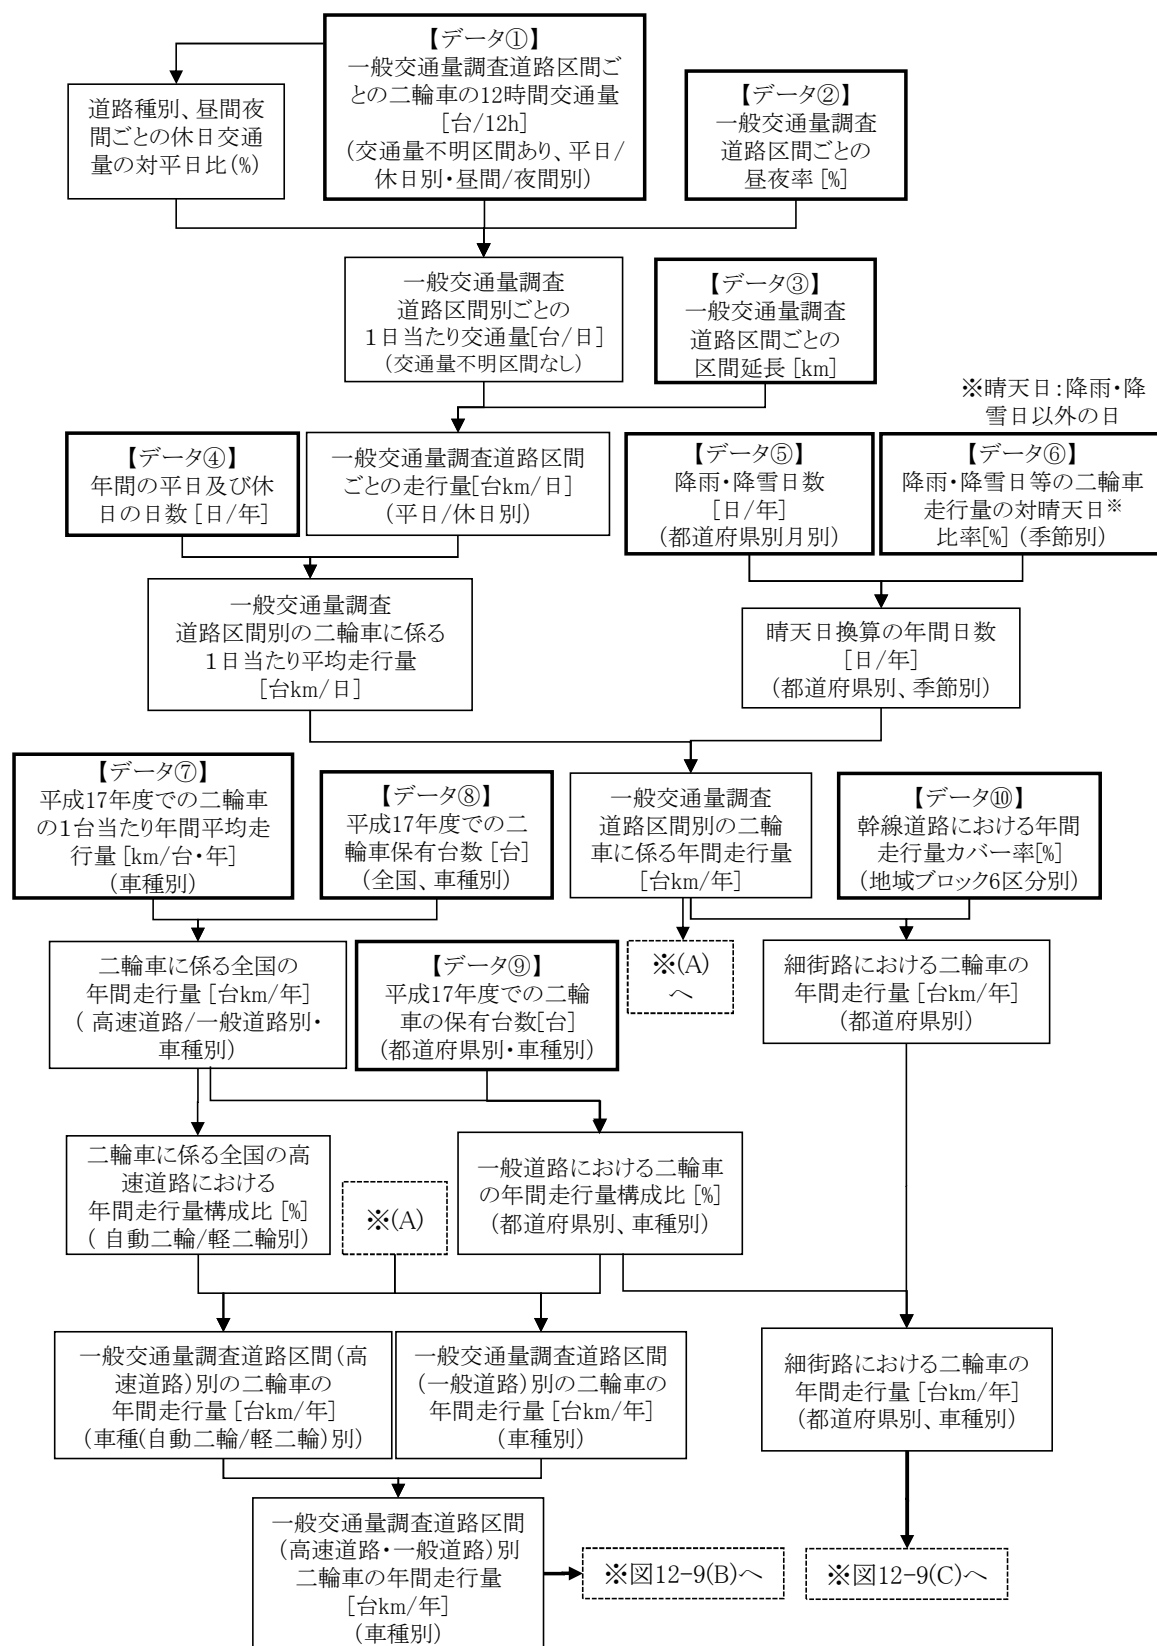 【データ①】
一般交通量調査道路区間ご
との二輪車の12時間交通量
[台/12h]
(交通量不明区間あり、平日/
休日別・昼間/夜間別)
道路種別、昼間夜
間ごとの休日交通
量の対平日比(%)
【データ②】
一般交通量調査
道路区間ごとの
昼夜率[%]
一般交通量調査
道路区間別ごとの
1日当たり交通量[台/日]
(交通量不明区間なし)
【データ③】
一般交通量調査
道路区間ごとの
区間延長[km]
※晴天日:降雨・降
雪日以外の日
【データ④】
年間の平日及び休
日の日数[日/年]
一般交通量調査道路区間
ごとの走行量[台km/日]
(平日/休日別)
【データ⑤】
降雨・降雪日数
[日/年]
(都道府県別月別)
【データ⑥】
降雨・降雪日等の二輪車
走行量の対晴天日※
比率[%](季節別)
一般交通量調査
道路区間別の二輪車に係る
1日当たり平均走行量
[台km/日]
晴天日換算の年間日数
[日/年]
(都道府県別、季節別)
【データ⑦】
平成17年度での二輪車
の1台当たり年間平均走
行量[km/台・年]
(車種別)
【データ⑧】
平成17年度での二
輪車保有台数[台]
(全国、車種別)
一般交通量調査
道路区間別の二輪
車に係る年間走行量
[台km/年]
【データ⑩】
幹線道路における年間
走行量カバー率[%]
(地域ブロック6区分別)
二輪車に係る全国の
年間走行量[台km/年]
(高速道路/一般道路別・
車種別)
【データ⑨】
平成17年度での二輪
車の保有台数[台]
(都道府県別・車種別)
※(A)
へ
細街路における二輪車の
年間走行量[台km/年]
(都道府県別)
二輪車に係る全国の高
速道路における
年間走行量構成比[%]
(自動二輪/軽二輪別)
※(A)
一般道路における二輪車
の年間走行量構成比[%]
(都道府県別、車種別)
一般交通量調査道路区間(高
速道路)別の二輪車の
年間走行量[台km/年]
(車種(自動二輪/軽二輪)別)
一般交通量調査道路区間
(一般道路)別の二輪車の
年間走行量[台km/年]
(車種別)
細街路における二輪車の
年間走行量[台km/年]
(都道府県別、車種別)
一般交通量調査道路区間
(高速道路・一般道路)別
二輪車の年間走行量
[台km/年]
(車種別)
※図12-9(B)へ
※図12-9(C)へ